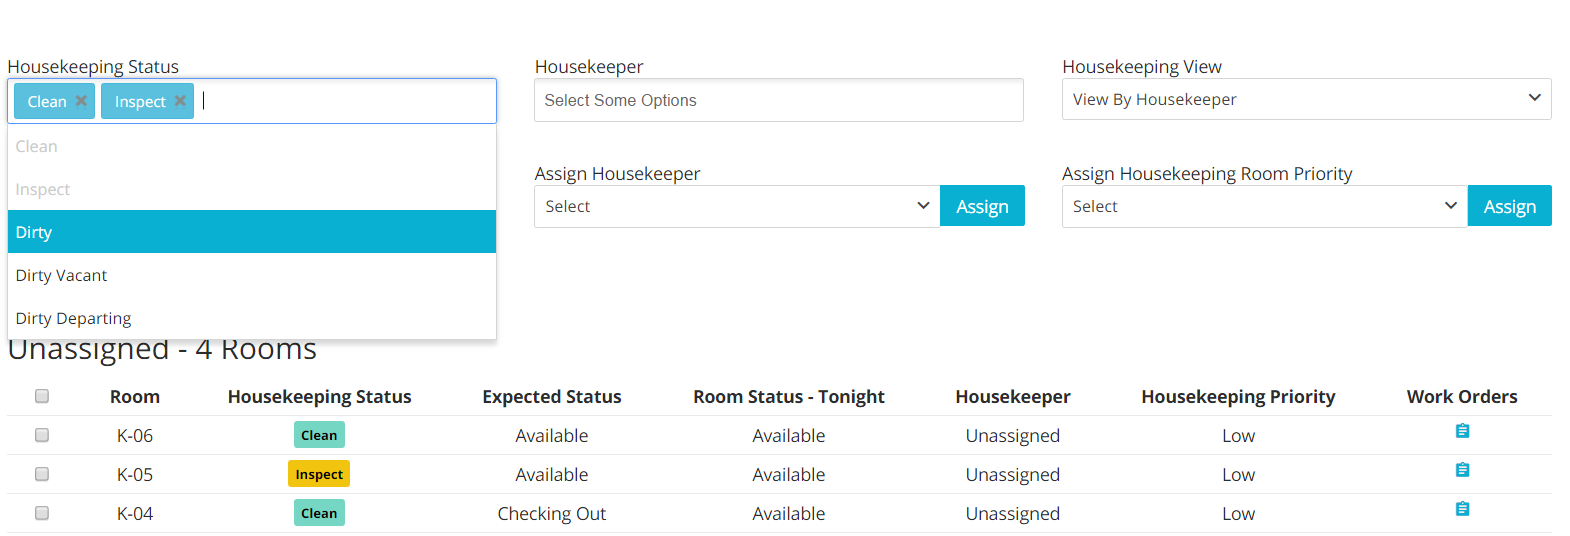 Housekeeping Status
Clean
Inspect
Clean
Inspect
Dirty
Dirty Vacant
Dirty Departing
Housekeeper
Select Some Options
Housekeeping View
View By Housekeeper
Assign Housekeeper
Select
Assign
Assign Housekeeping Room Priority
Select
Assign
Unassigned - 4 Rooms
Room Housekeeping Status Expected Status Room Status - Tonight Housekeeper Housekeeping Priority Work Orders
K-06 Clean Available Available Unassigned Low
K-05 Inspect Available Available Unassigned Low
K-04 Clean Checking Out Available Unassigned Low